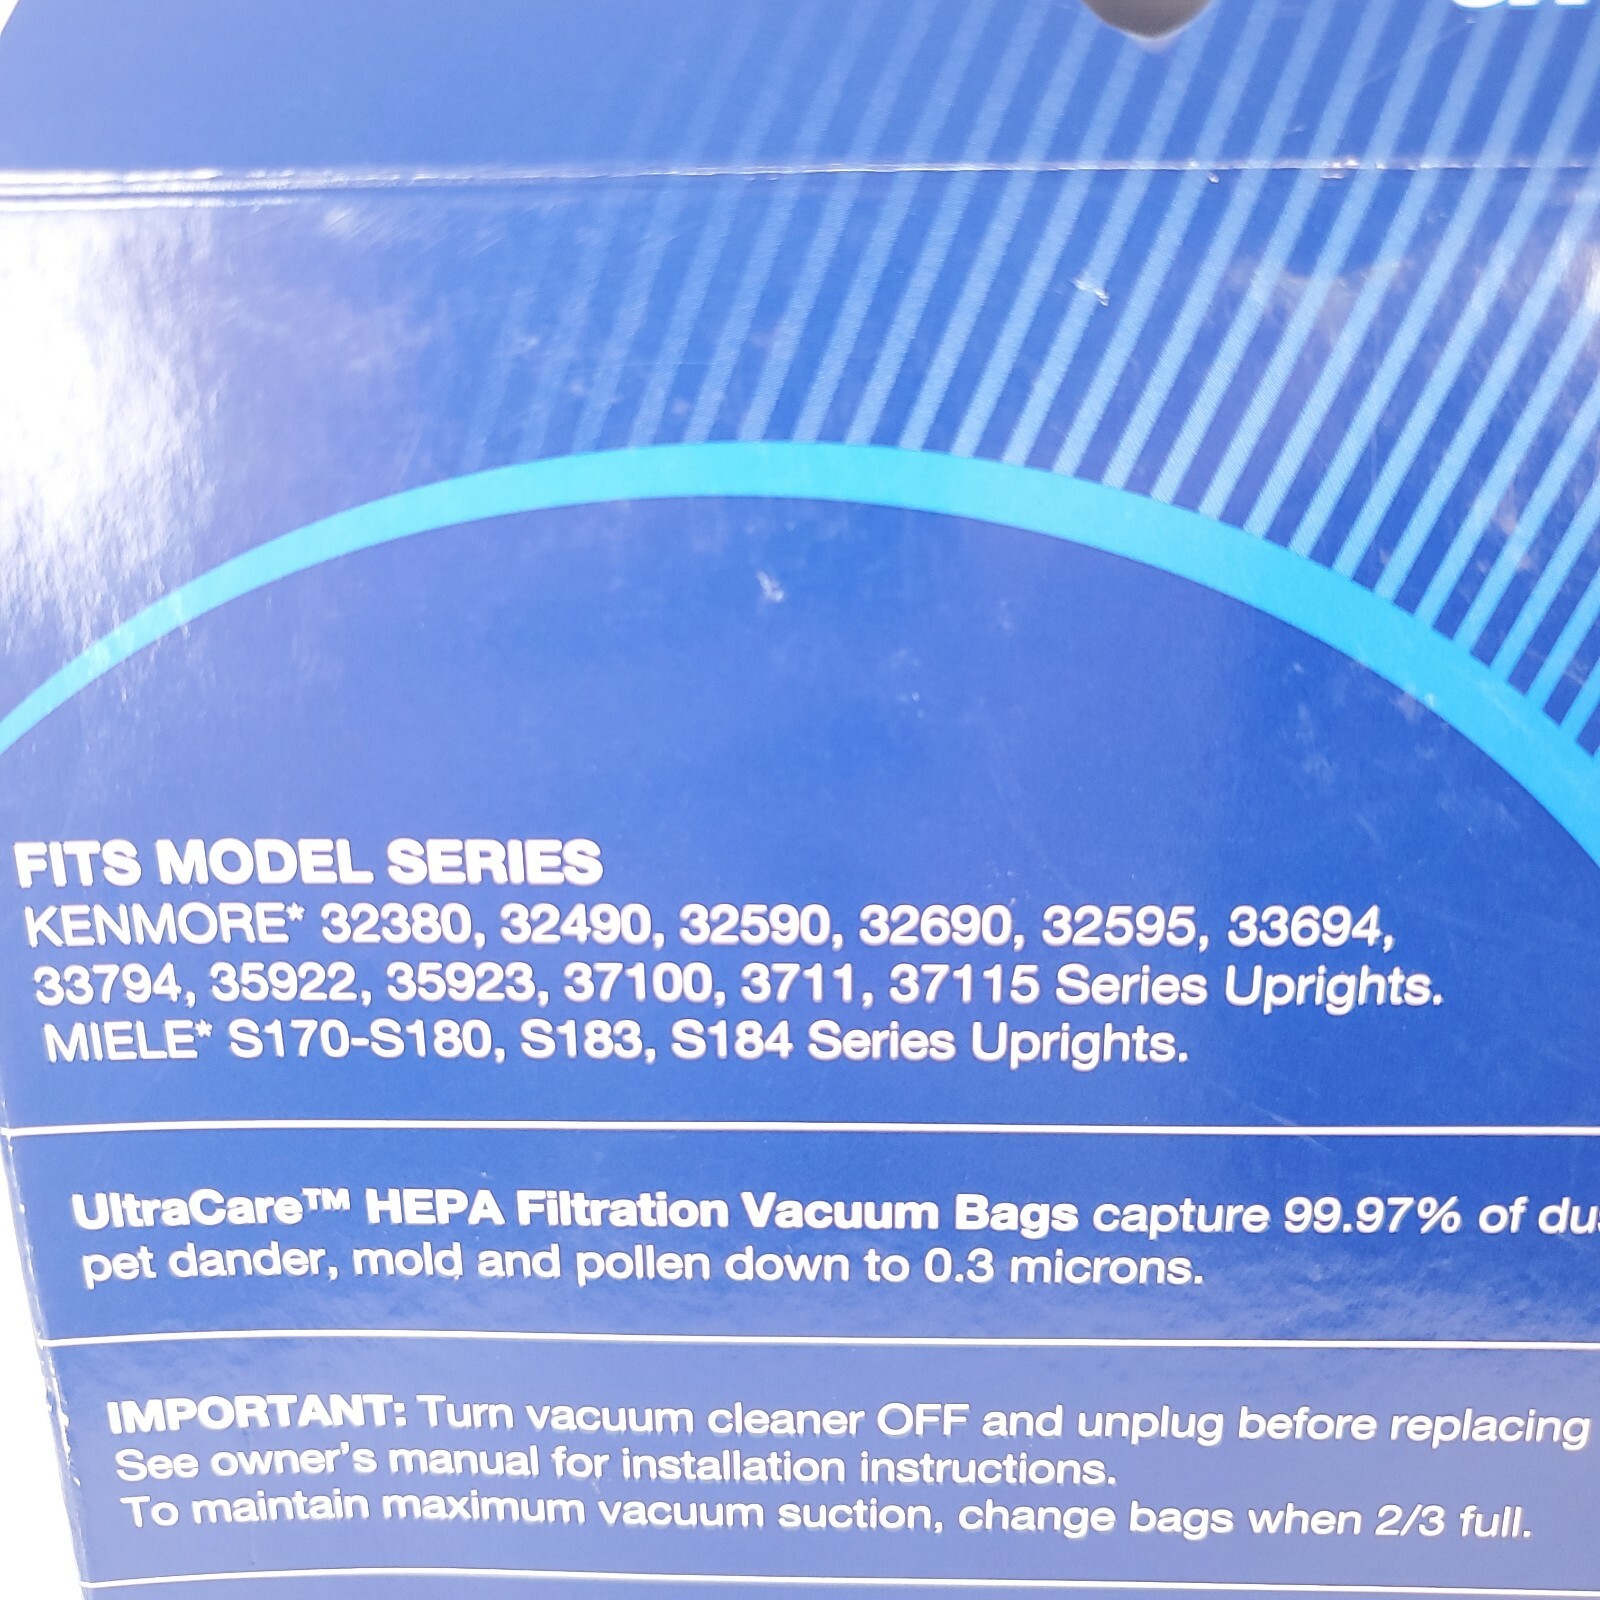 FITS MODEL SERIES
KENMORE* 32380, 32490, 32590, 32690, 32595, 33694,
33794, 35922, 35923, 37100, 3711, 37115 Series Uprights.
MIELE* S170-S180, S183, S184 Series Uprights.
UltraCare™ HEPA Filtration Vacuum Bags capture 99.97% of
pet dander, mold and pollen down to 0.3 microns.
IMPORTANT: Turn vacuum cleaner OFF and unplug before replacing
See owner's manual for installation instructions.
To maintain maximum vacuum suction, change bags when 2/3 full.